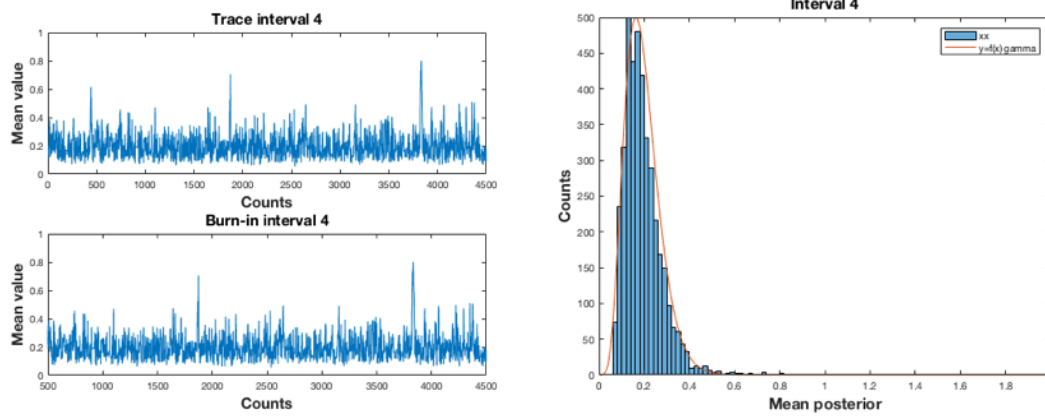 Trace interval 4
1
0.8
0.6
0.4
0.2
0
Mean value
0 500 1000 1500 2000 2500 3000 3500 4000 4500
Counts
Burn-in interval 4
1
0.8
0.6
0.4
0.2
0
Mean value
500 1000 1500 2000 2500 3000 3500 4000 4500
Counts
Interval 4
500
450
400
350
300
250
200
150
100
50
0
Counts
xx
y=f(x) gamma
0 0.2 0.4 0.6 0.8 1 1.2 1.4 1.6 1.8
Mean posterior